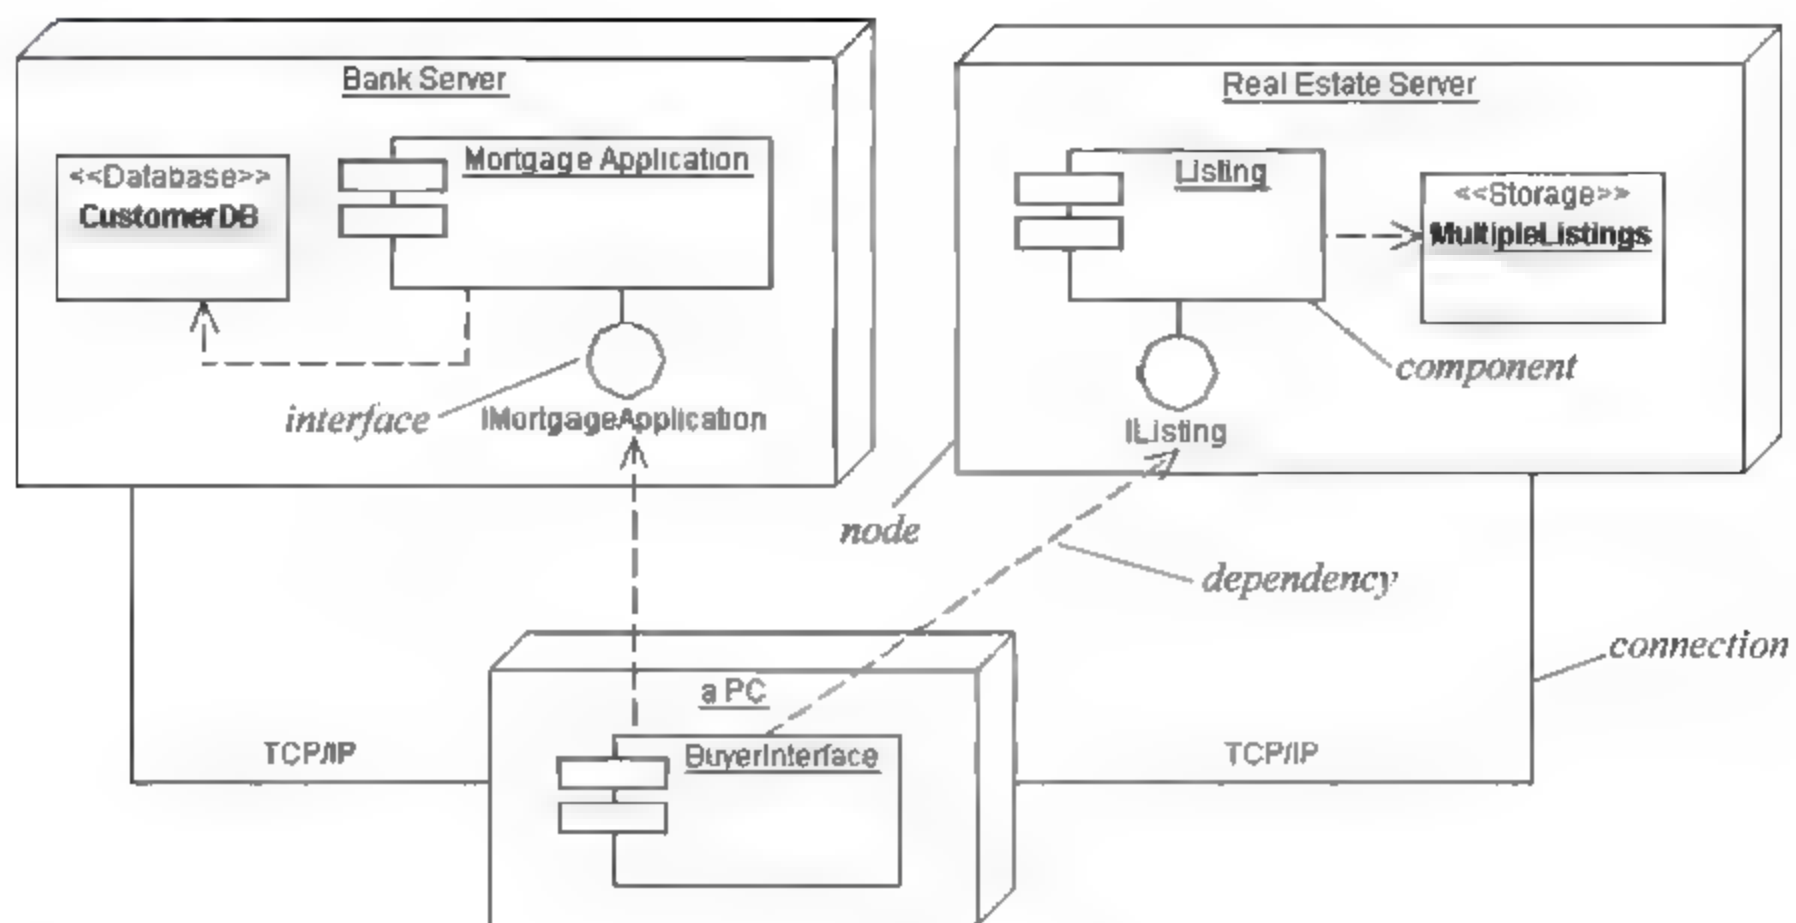 Bank Server
<<Database>>
CustomerDB
Mortgage Application
interface
IMortgageApplication
Real Estate Server
Listing
<<Storage>>
MultipleListings
component
IListing
node
dependency
connection
a PC
BuyerInterface
TCP/IP
TCP/IP